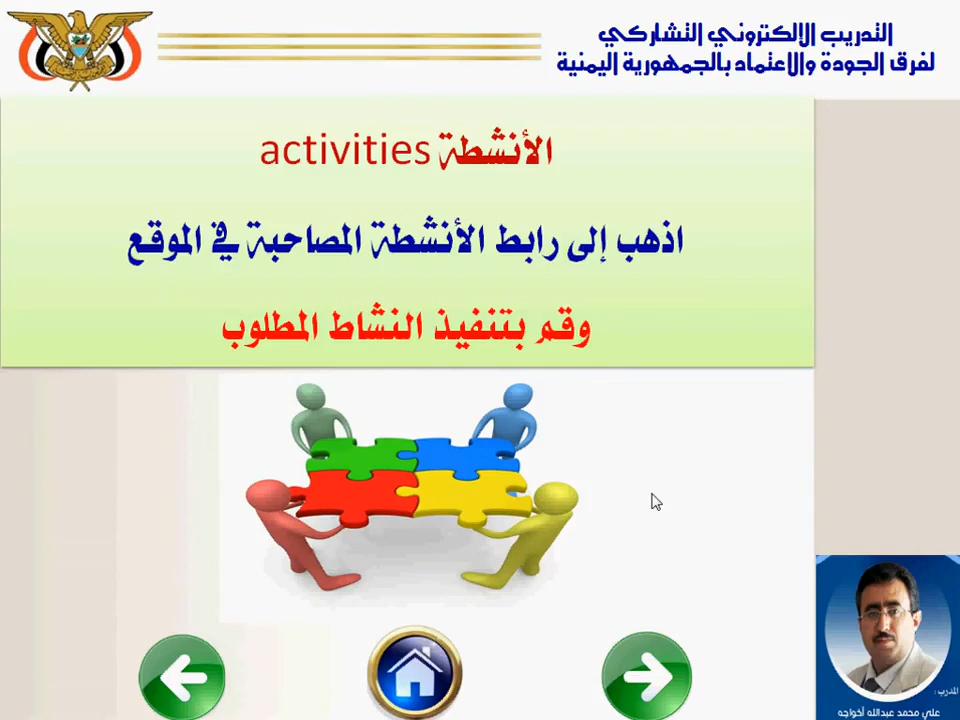 التدريب الإلكتروني التشاركي
لفرق الجودة والاعتماد بالجمهورية اليمنية
الأنشطة activities
اذهب إلى رابط الأنشطة المصاحبة في الموقع
وقم بتنفيذ النشاط المطلوب
المدرب :
علي محمد عبدالله أخواجه